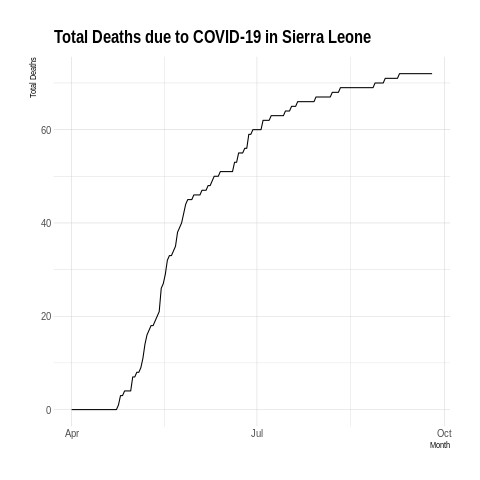 Total Deaths due to COVID-19 in Sierra Leone
Total Deaths
60
40
20
0
Apr Jul Oct
Month